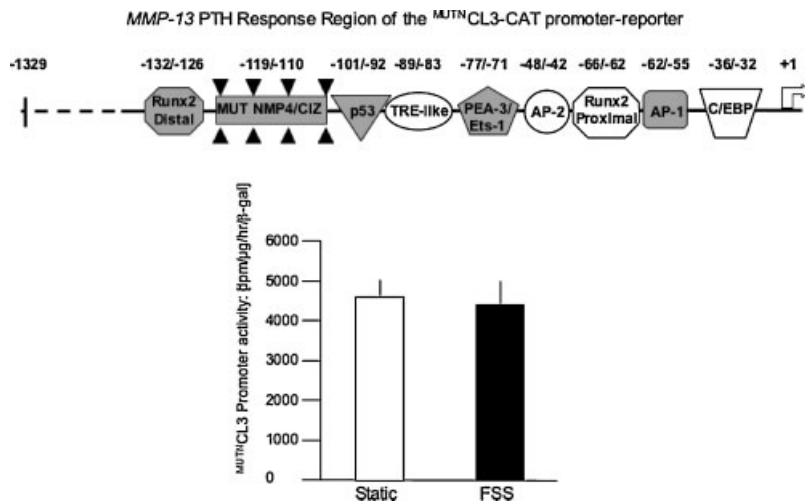 MMP-13 PTH Response Region of the MUTNCL3-CAT promoter-reporter
-1329 -132/-126 -119/-110 -101/-92 -89/-83 -77/-71 -48/-42 -66/-62 -62/-55 -36/-32 +1
Runx2 Distal
MUT NMP4/CIZ
p53
TRE-like
PEA-3/ Ets-1
AP-2
Runx2 Proximal
AP-1
C/EBP
MUTNCL3 Promoter activity: [dpm/µg/hr/β-gal]
6000
5000
4000
3000
2000
1000
0
Static FSS